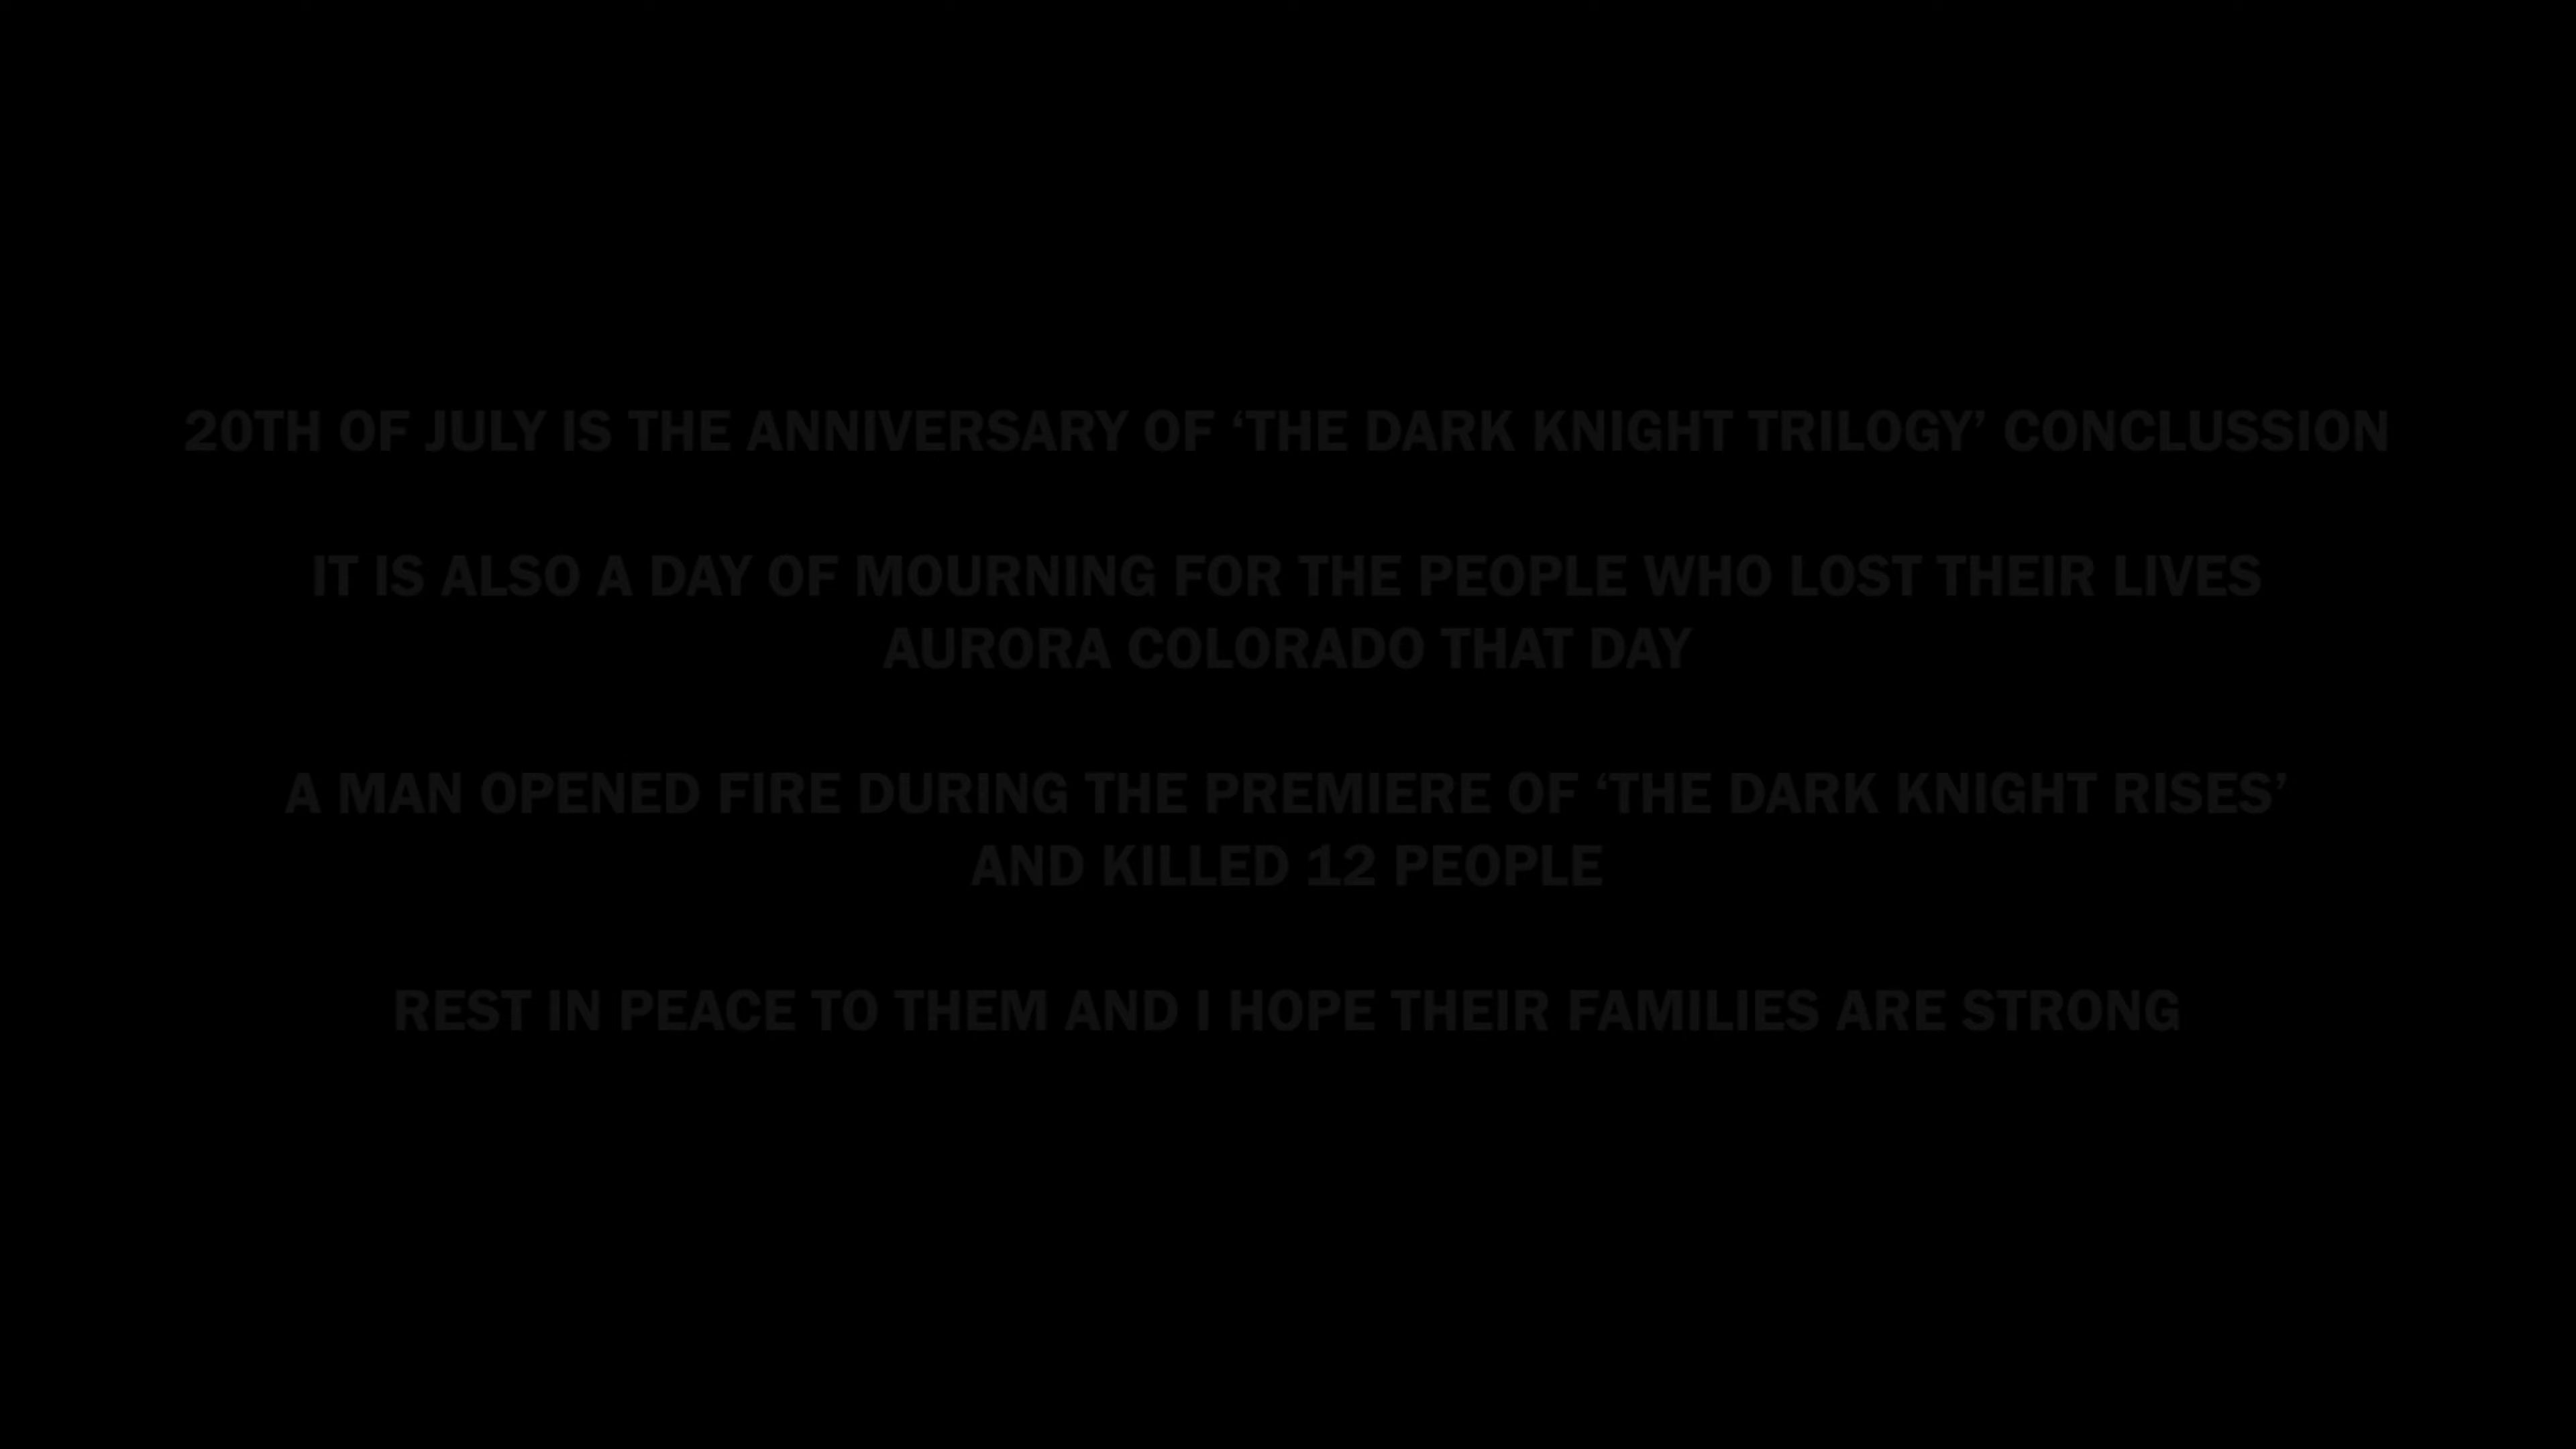 20TH OF JULY IS THE ANNIVERSARY OF ‘THE DARK KNIGHT TRILOGY’ CONCLUSSION
IT IS ALSO A DAY OF MOURNING FOR THE PEOPLE WHO LOST THEIR LIVES
AURORA COLORADO THAT DAY
A MAN OPENED FIRE DURING THE PREMIERE OF ‘THE DARK KNIGHT RISES’
AND KILLED 12 PEOPLE
REST IN PEACE TO THEM AND I HOPE THEIR FAMILIES ARE STRONG